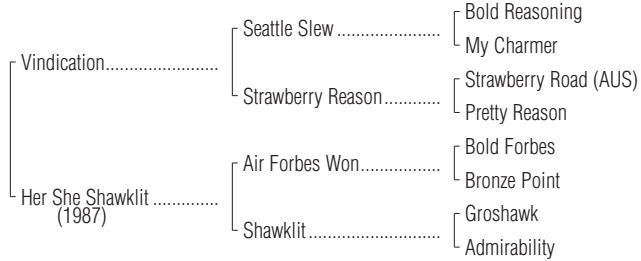 Bold Reasoning
Seattle Slew ......................
My Charmer
Vindication........................
Strawberry Road (AUS)
Strawberry Reason............
Pretty Reason
Bold Forbes
Air Forbes Won.................
Bronze Point
Her She Shawklit ..............
(1987)
Groshawk
Shawklit ............................
Admirability